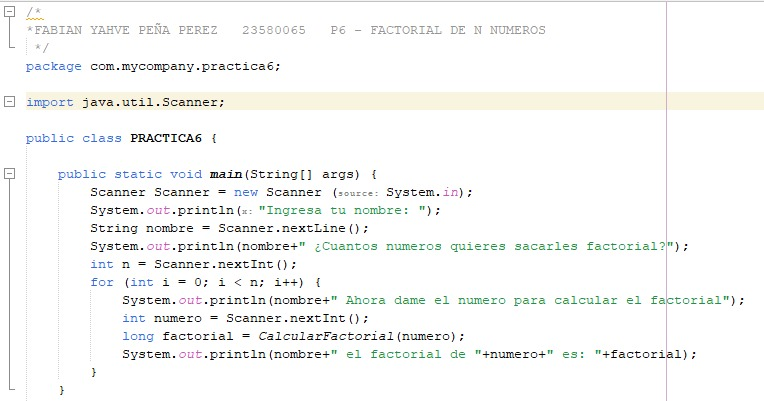 /*
*FABIAN YAHVE PEÑA PEREZ   23580065   P6 - FACTORIAL DE N NUMEROS
 */
package com.mycompany.practica6;

import java.util.Scanner;

public class PRACTICA6 {

    public static void main(String[] args) {
        Scanner Scanner = new Scanner (source: System.in);
        System.out.println(x: "Ingresa tu nombre: ");
        String nombre = Scanner.nextLine();
        System.out.println(nombre+" ¿Cuantos numeros quieres sacarles factorial?");
        int n = Scanner.nextInt();
        for (int i = 0; i < n; i++) {
            System.out.println(nombre+" Ahora dame el numero para calcular el factorial");
            int numero = Scanner.nextInt();
            long factorial = CalcularFactorial(numero);
            System.out.println(nombre+" el factorial de "+numero+" es: "+factorial);
        }
    }